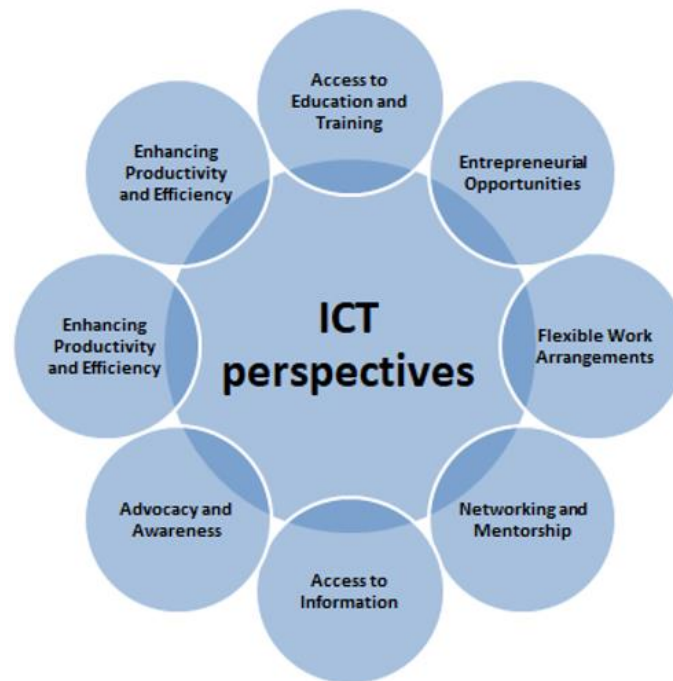 Access to
Education and
Training
Entrepreneurial
Opportunities
Flexible Work
Arrangements
Networking and
Mentorship
Access to
Information
Advocacy and
Awareness
Enhancing
Productivity
and Efficiency
Enhancing
Productivity
and Efficiency
ICT
perspectives